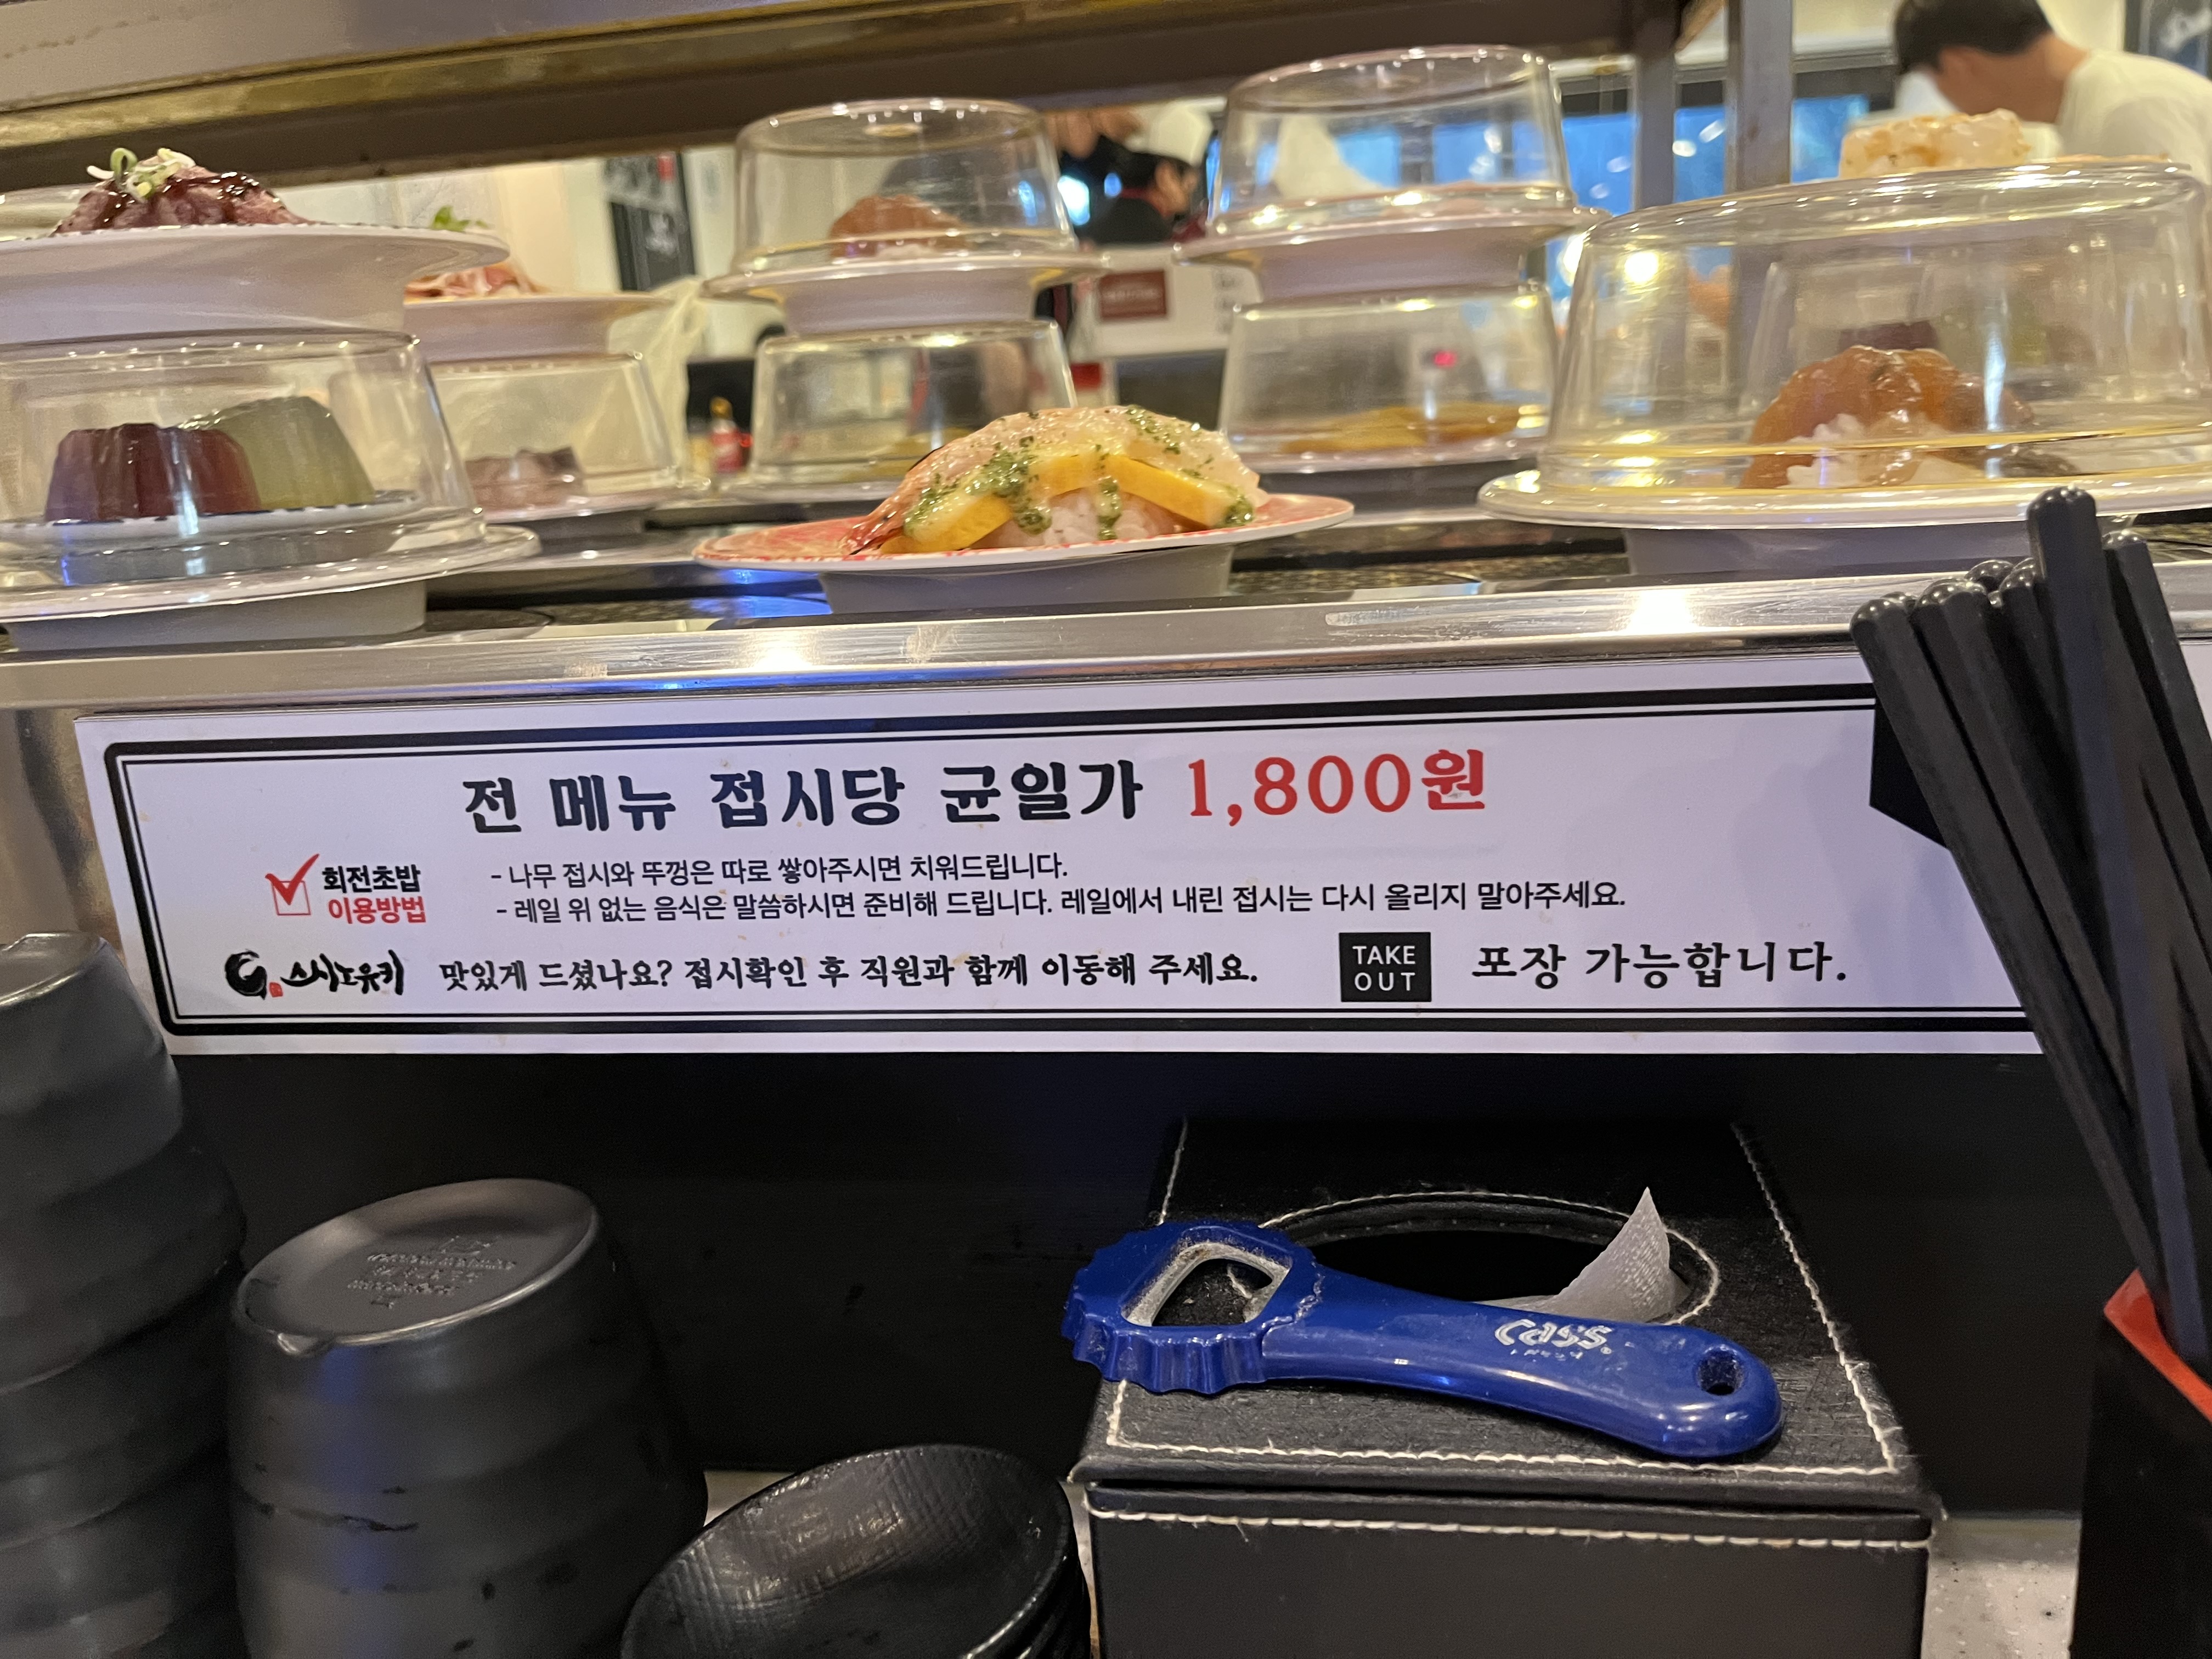 전 메뉴 접시당 균일가 1,800원
회전초밥
이용방법
- 나무 접시와 뚜껑은 따로 쌓아주시면 치워드립니다.
- 레일 위 없는 음식은 말씀하시면 준비해 드립니다. 레일에서 내린 접시는 다시 올리지 말아주세요.
스시노유키 맛있게 드셨나요? 접시확인 후 직원과 함께 이동해 주세요.
TAKE
OUT
포장 가능합니다.
Cass